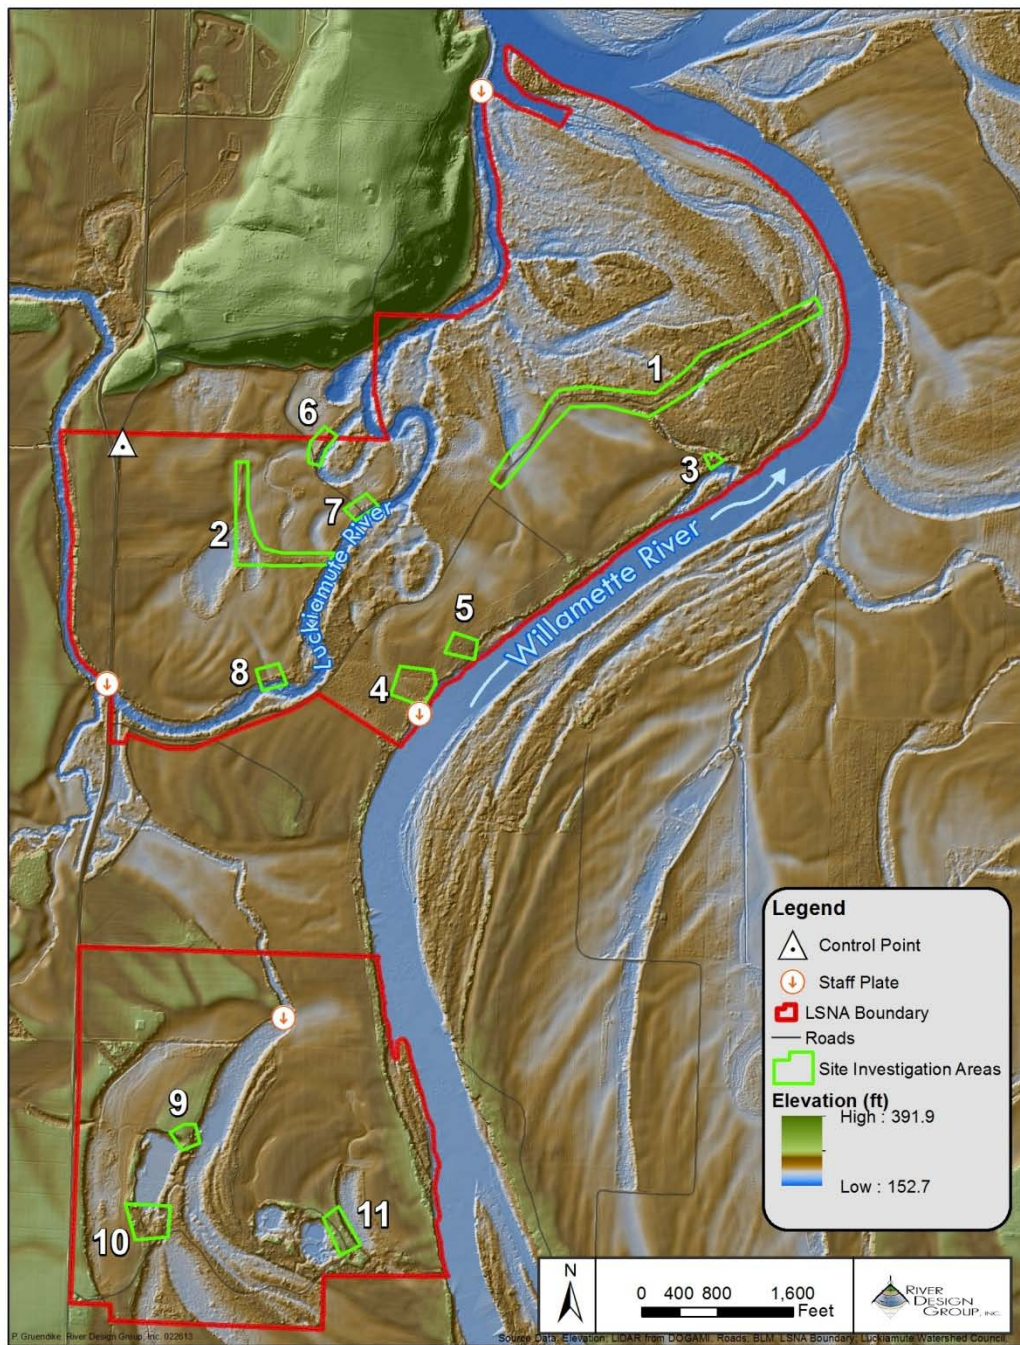 1
6
3
7
2
Luckiamute River
Willamette River
5
8
4
Legend
Control Point
Staff Plate
LSNA Boundary
Roads
Site Investigation Areas
Elevation (ft)
High : 391.9
Low : 152.7
9
10
11
N
0 400 800 1,600
Feet
RIVER
DESIGN
GROUP, INC.
P. Gruendike, River Design Group, Inc. 022613
Source Data: Elevation: LiDAR from DOGAMI. Roads: BLM. LSNA Boundary: Luckiamute Watershed Council.